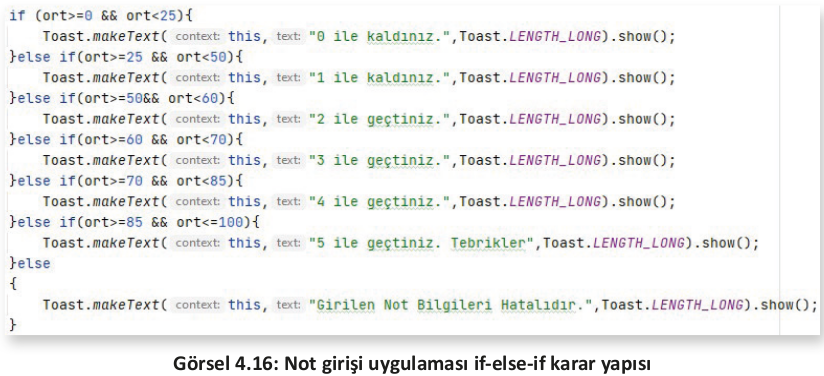 if (ort>=0 && ort<25){
Toast.makeText( context: this, text: "0 ile kaldınız.",Toast.LENGTH_LONG).show();
}else if(ort>=25 && ort<50){
Toast.makeText( context: this, text: "1 ile kaldınız.",Toast.LENGTH_LONG).show();
}else if(ort>=50&& ort<60){
Toast.makeText( context: this, text: "2 ile geçtiniz.",Toast.LENGTH_LONG).show();
}else if(ort>=60 && ort<70){
Toast.makeText( context: this, text: "3 ile geçtiniz.",Toast.LENGTH_LONG).show();
}else if(ort>=70 && ort<85){
Toast.makeText( context: this, text: "4 ile geçtiniz.",Toast.LENGTH_LONG).show();
}else if(ort>=85 && ort<=100){
Toast.makeText( context: this, text: "5 ile geçtiniz. Tebrikler",Toast.LENGTH_LONG).show();
}else
{
Toast.makeText( context: this, text: "Girilen Not Bilgileri Hatalıdır.",Toast.LENGTH_LONG).show();
}
Görsel 4.16: Not girişi uygulaması if-else-if karar yapısı